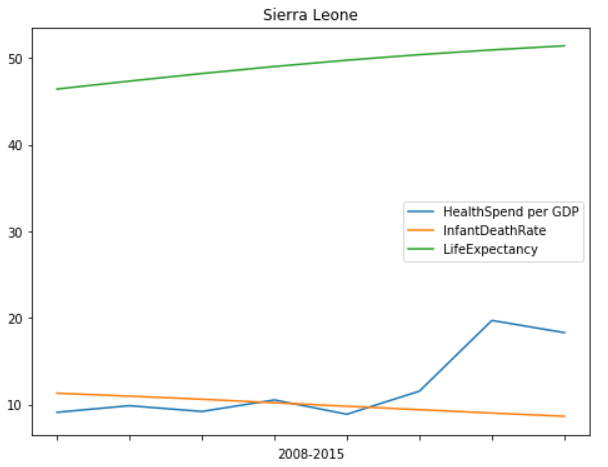 Sierra Leone
50
40
30
20
10
HealthSpend per GDP
InfantDeathRate
LifeExpectancy
2008-2015